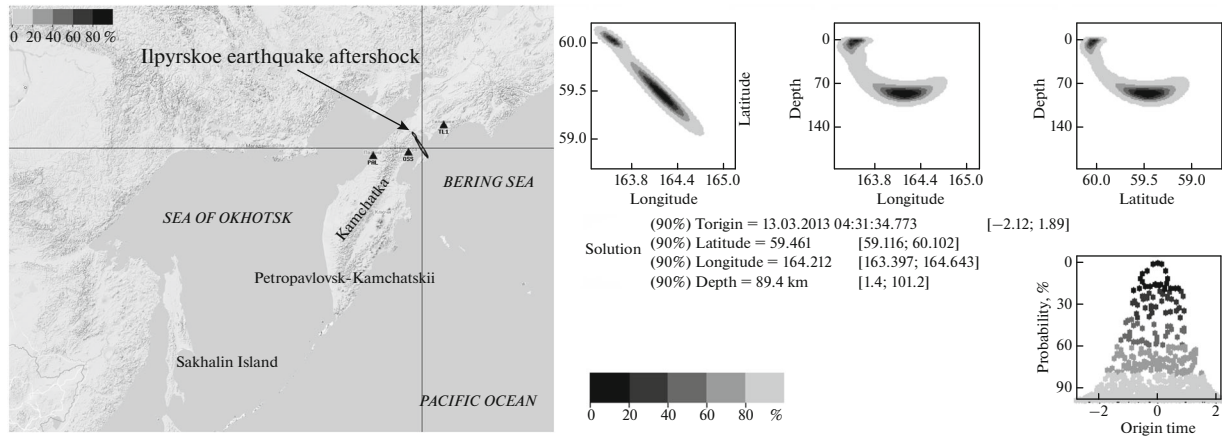 0 20 40 60 80 %
Ilpyrskoe earthquake aftershock
TL1
PAL
OSS
BERING SEA
SEA OF OKHOTSK
Kamchatka
Petropavlovsk-Kamchatskii
Sakhalin Island
PACIFIC OCEAN
60.0
59.5
59.0
Latitude
163.8 164.4 165.0
Longitude
0
70
140
Depth
163.8 164.4 165.0
Longitude
0
70
140
Depth
60.0 59.5 59.0
Latitude
Solution
(90%) Torigin = 13.03.2013 04:31:34.773 [−2.12; 1.89]
(90%) Latitude = 59.461 [59.116; 60.102]
(90%) Longitude = 164.212 [163.397; 164.643]
(90%) Depth = 89.4 km [1.4; 101.2]
0 20 40 60 80 %
0
30
60
90
Probability, %
−2 0 2
Origin time